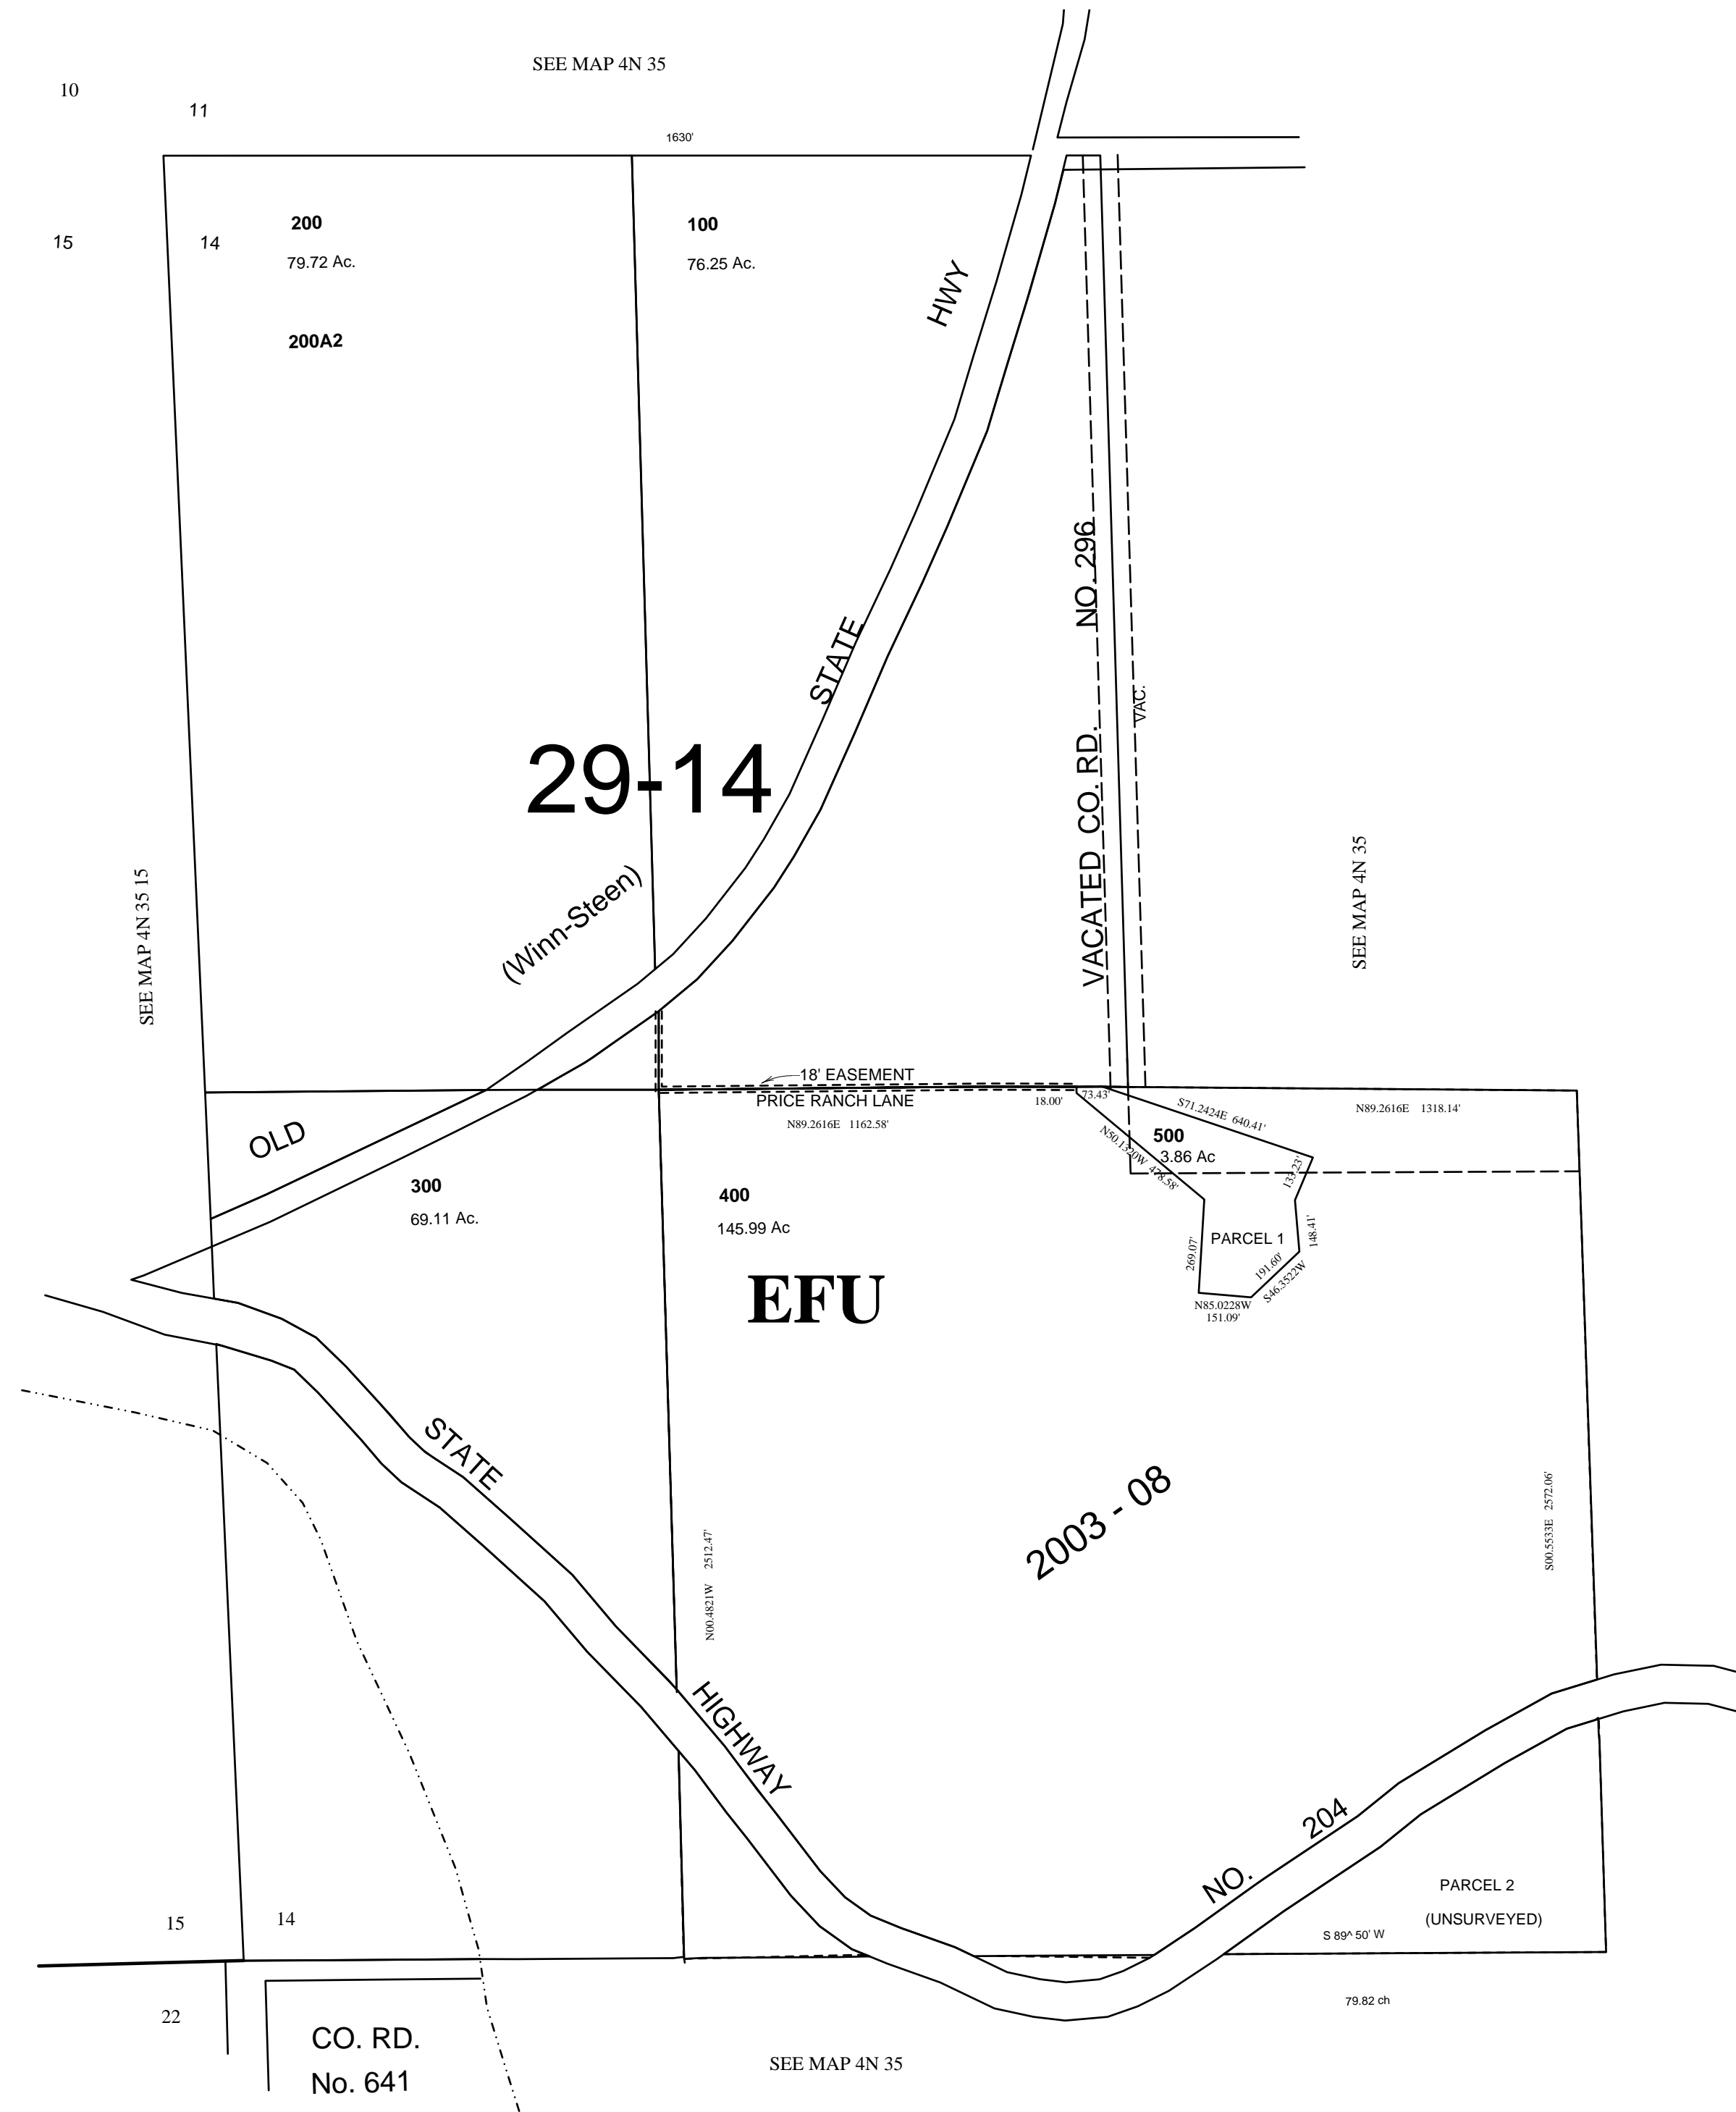 SEE MAP 4N 35
10
11
1630'
15
14
200
79.72 Ac.
200A2
100
76.25 Ac.
HWY
STATE
(Winn-Steen)
OLD
29-14
VACATED CO. RD. NO. 296
VAC.
SEE MAP 4N 35 15
SEE MAP 4N 35
18' EASEMENT
PRICE RANCH LANE
N89.2616E 1162.58'
18.00'
73.43'
S71.2424E 640.41'
N89.2616E 1318.14'
500
3.86 Ac
N50.1320W 478.58'
135.23'
300
69.11 Ac.
400
145.99 Ac
PARCEL 1
269.07'
148.41'
191.60'
S46.3522W
N85.0228W
151.09'
EFU
STATE
HIGHWAY
NO.
204
2003 - 08
N00.4821W 2512.47'
S00.5533E 2572.06'
PARCEL 2
(UNSURVEYED)
S 89^ 50' W
15
14
22
79.82 ch
CO. RD.
No. 641
SEE MAP 4N 35